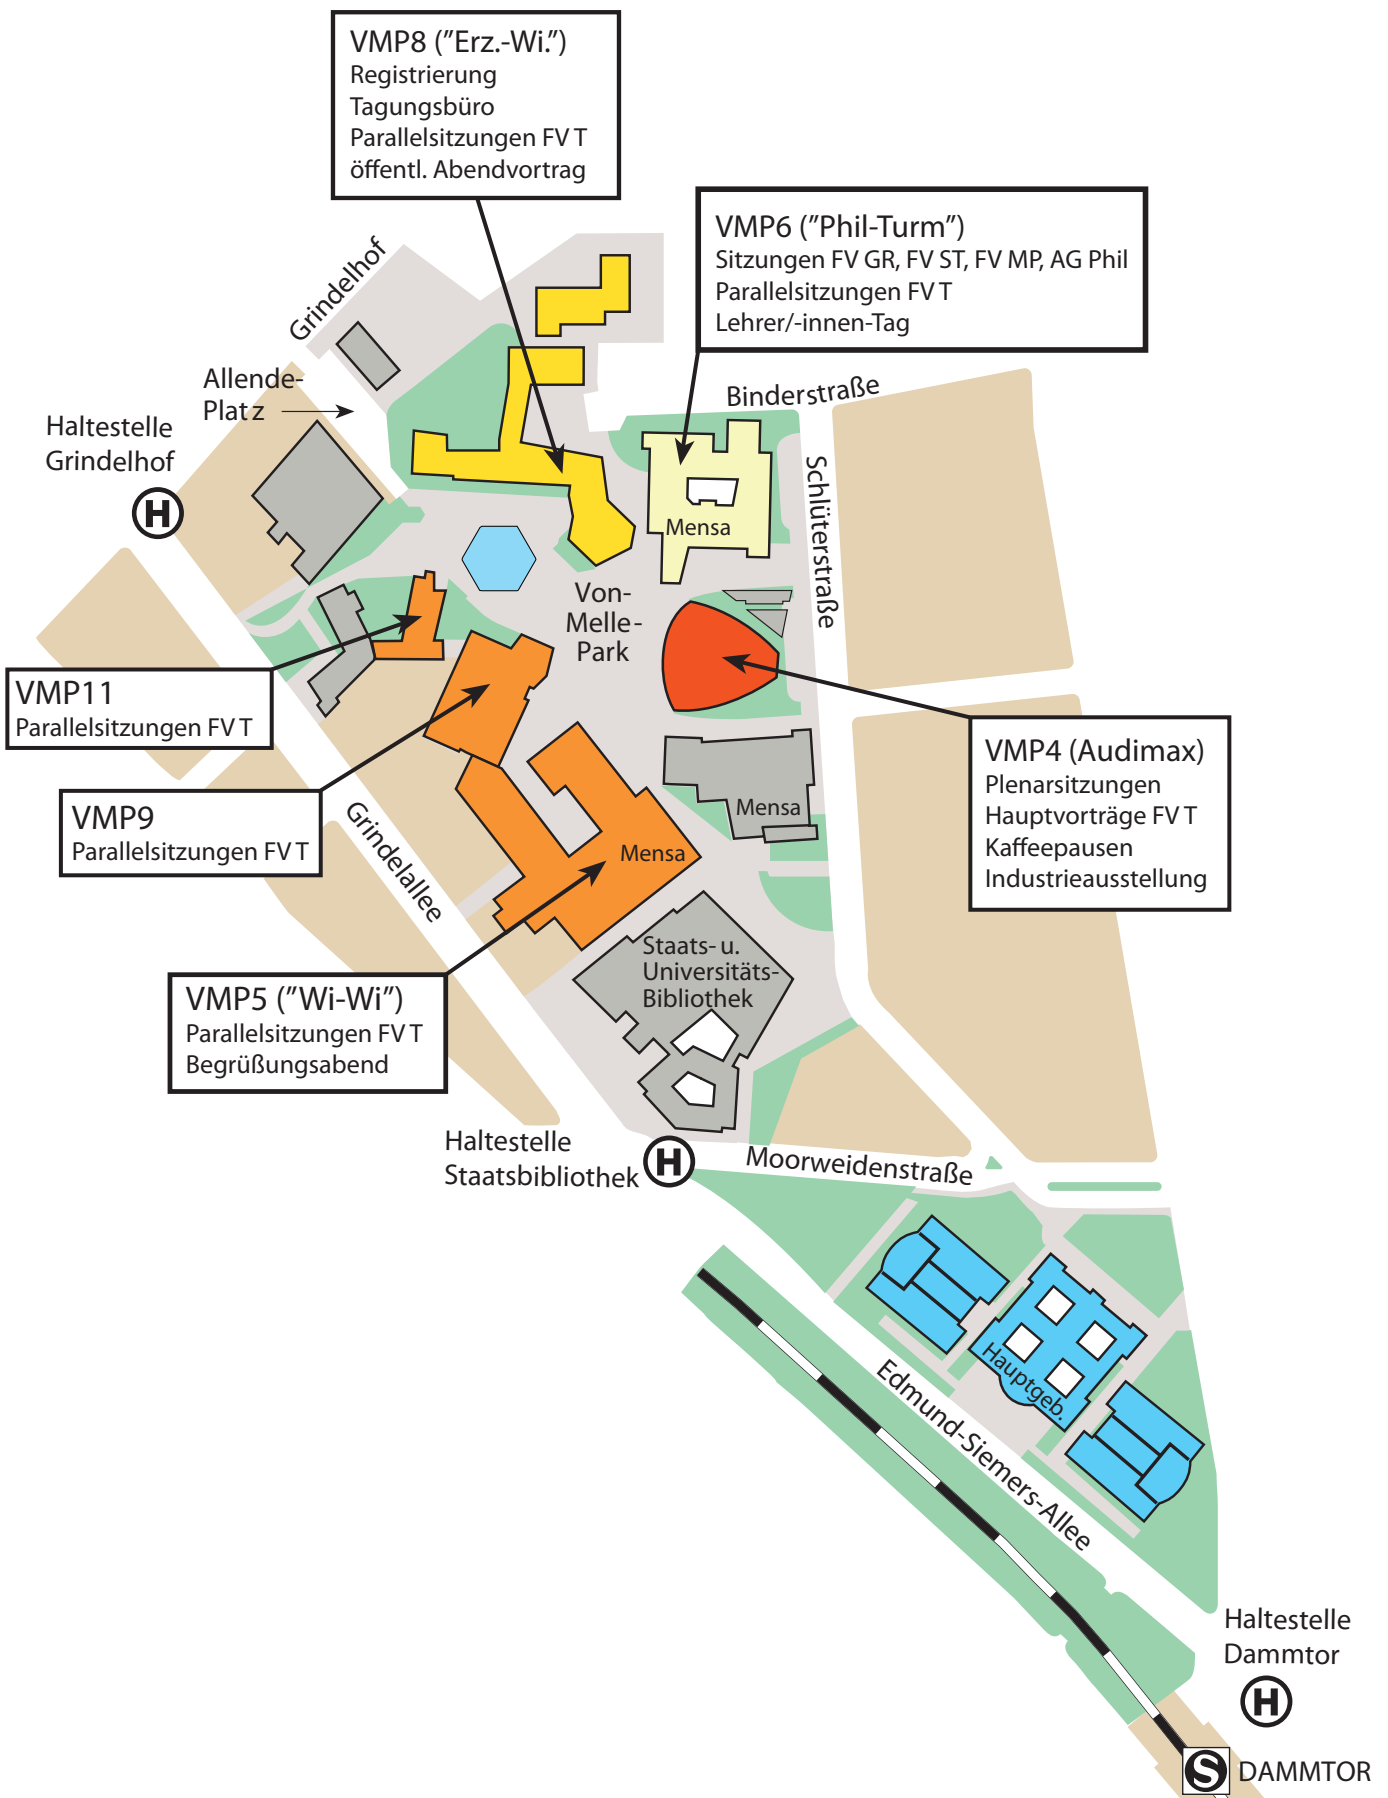 VMP8 ("Erz.-Wi.")
Registrierung
Tagungsbüro
Parallelsitzungen FV T
öffentl. Abendvortrag
VMP6 ("Phil-Turm")
Sitzungen FV GR, FV ST, FV MP, AG Phil
Parallelsitzungen FV T
Lehrer/-innen-Tag
Grindelhof
Allende-
Platz
Binderstraße
Haltestelle
Grindelhof
H
Schlüterstraße
Mensa
Von-
Melle-
Park
VMP11
Parallelsitzungen FV T
VMP4 (Audimax)
Plenarsitzungen
Hauptvorträge FV T
Kaffeepausen
Industrieausstellung
VMP9
Parallelsitzungen FV T
Mensa
Grindelallee
Mensa
Staats- u.
Universitäts-
Bibliothek
VMP5 ("Wi-Wi")
Parallelsitzungen FV T
Begrüßungsabend
Haltestelle
Staatsbibliothek
H
Moorweidenstraße
Hauptgeb.
Edmund-Siemers-Allee
Haltestelle
Dammtor
H
S
DAMMTOR